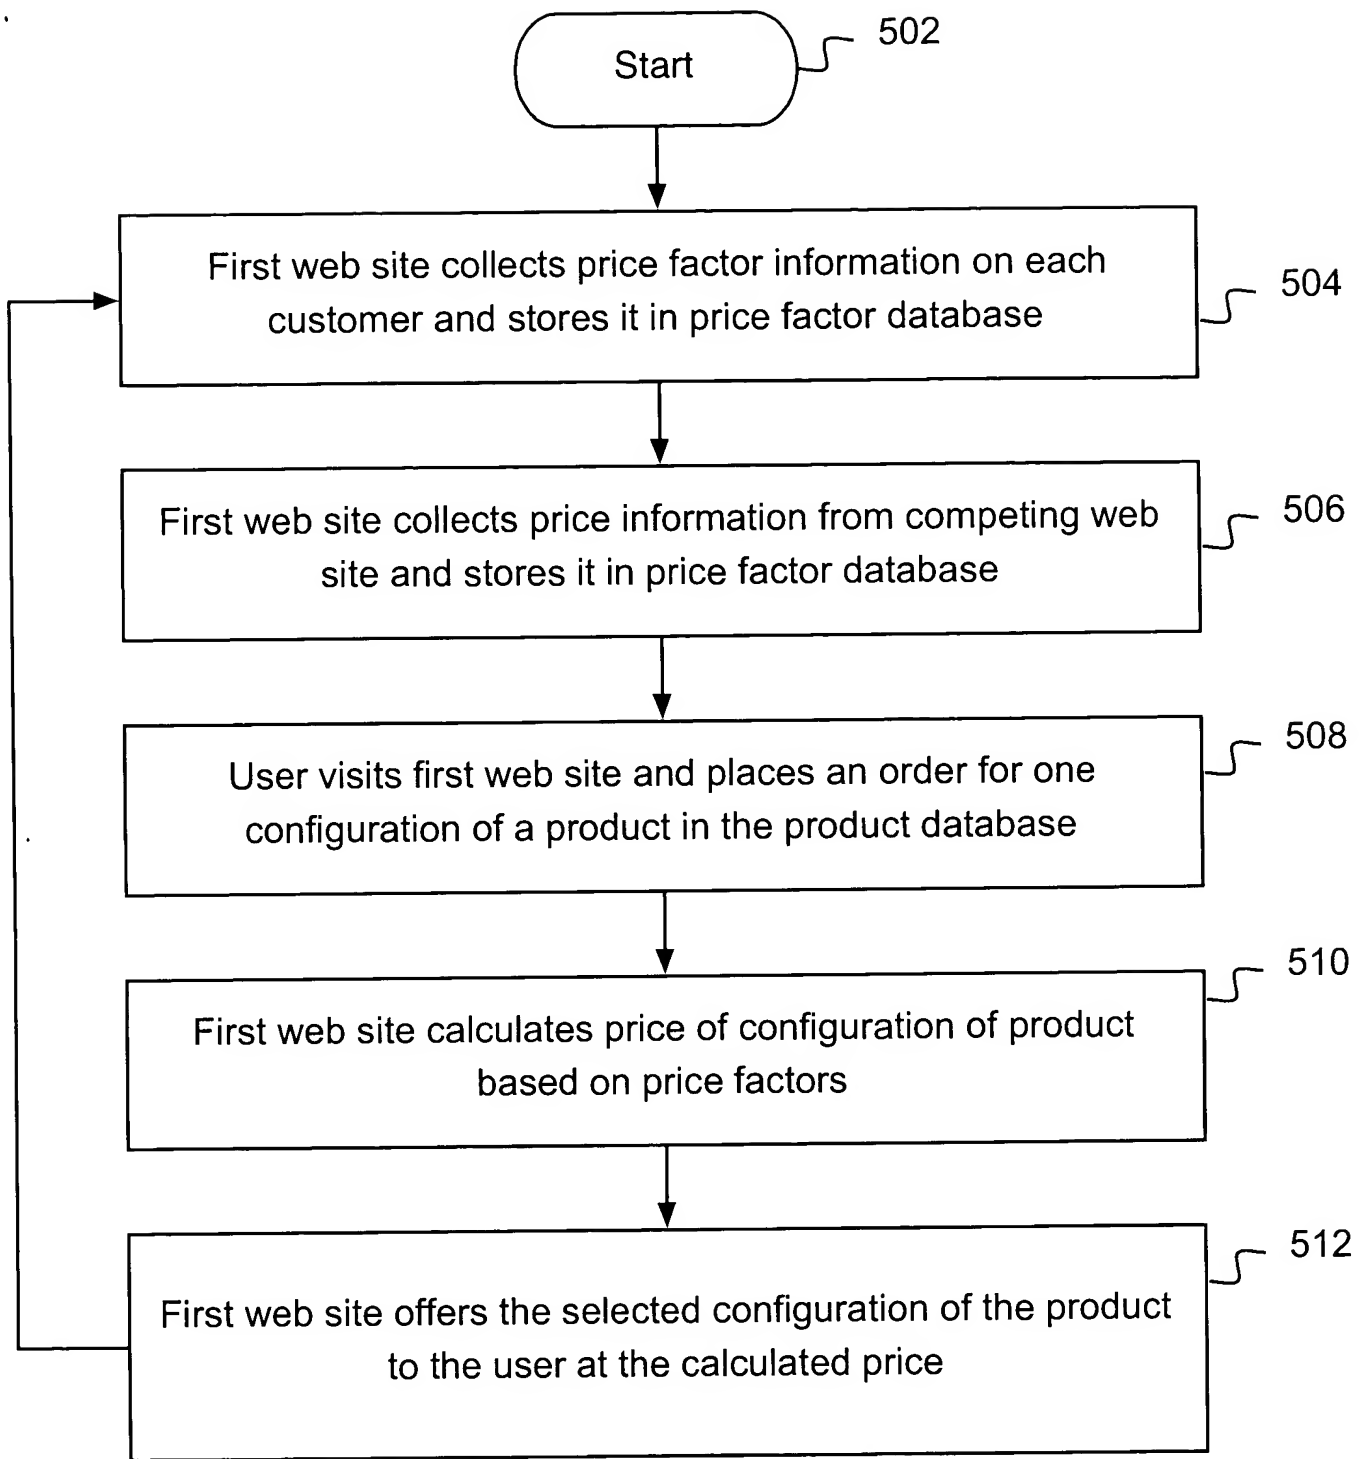 Start
502
First web site collects price factor information on each
customer and stores it in price factor database
504
First web site collects price information from competing web
site and stores it in price factor database
506
User visits first web site and places an order for one
configuration of a product in the product database
508
First web site calculates price of configuration of product
based on price factors
510
First web site offers the selected configuration of the product
to the user at the calculated price
512